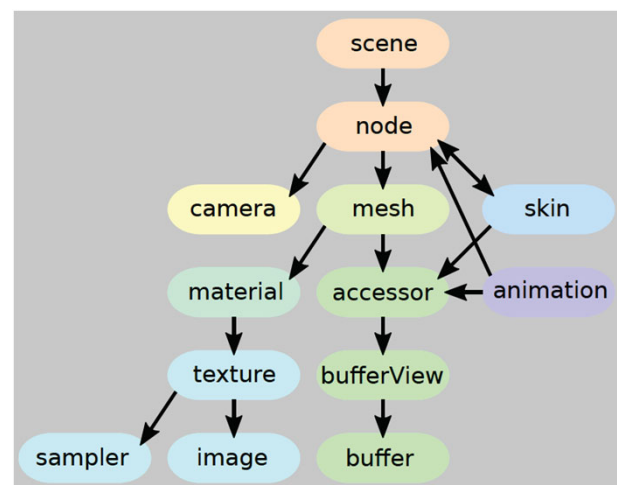 scene
node
camera
mesh
skin
material
accessor
animation
texture
bufferView
sampler
image
buffer